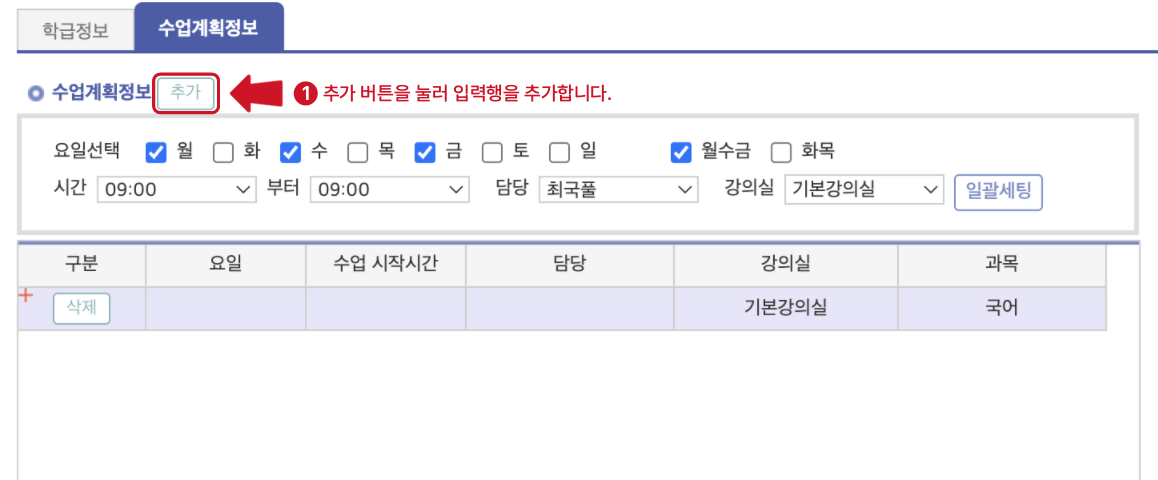 학급정보 수업계획정보
수업계획정보 추가 1 추가 버튼을 눌러 입력행을 추가합니다.
요일선택 월 화 수 목 금 토 일 월수금 화목
시간 09:00 부터 09:00 담당 최국풀 강의실 기본강의실 일괄세팅
구분 요일 수업 시작시간 담당 강의실 과목
삭제 기본강의실 국어